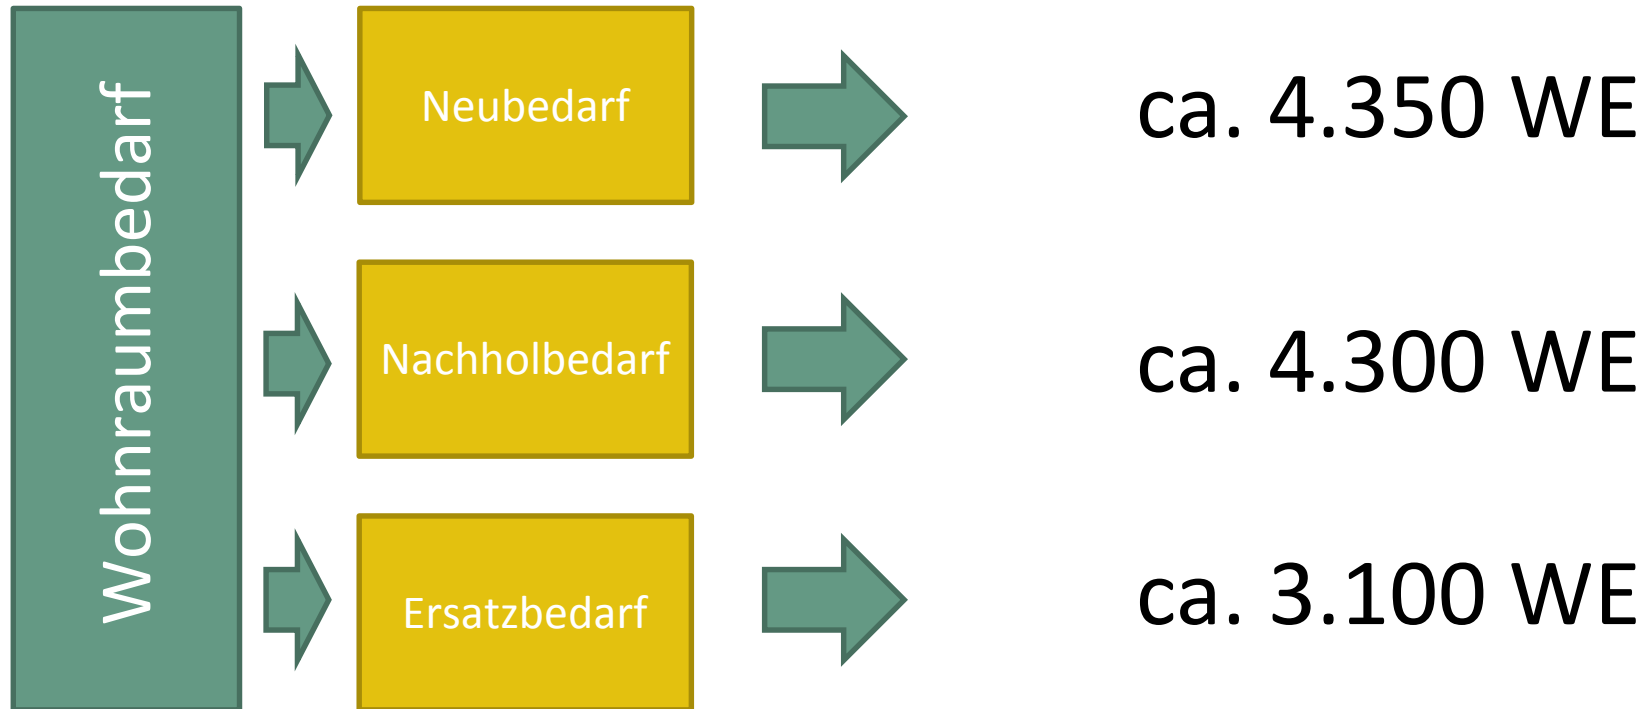 Wohnraumbedarf
Neubedarf
ca. 4.350 WE
Nachholbedarf
ca. 4.300 WE
Ersatzbedarf
ca. 3.100 WE